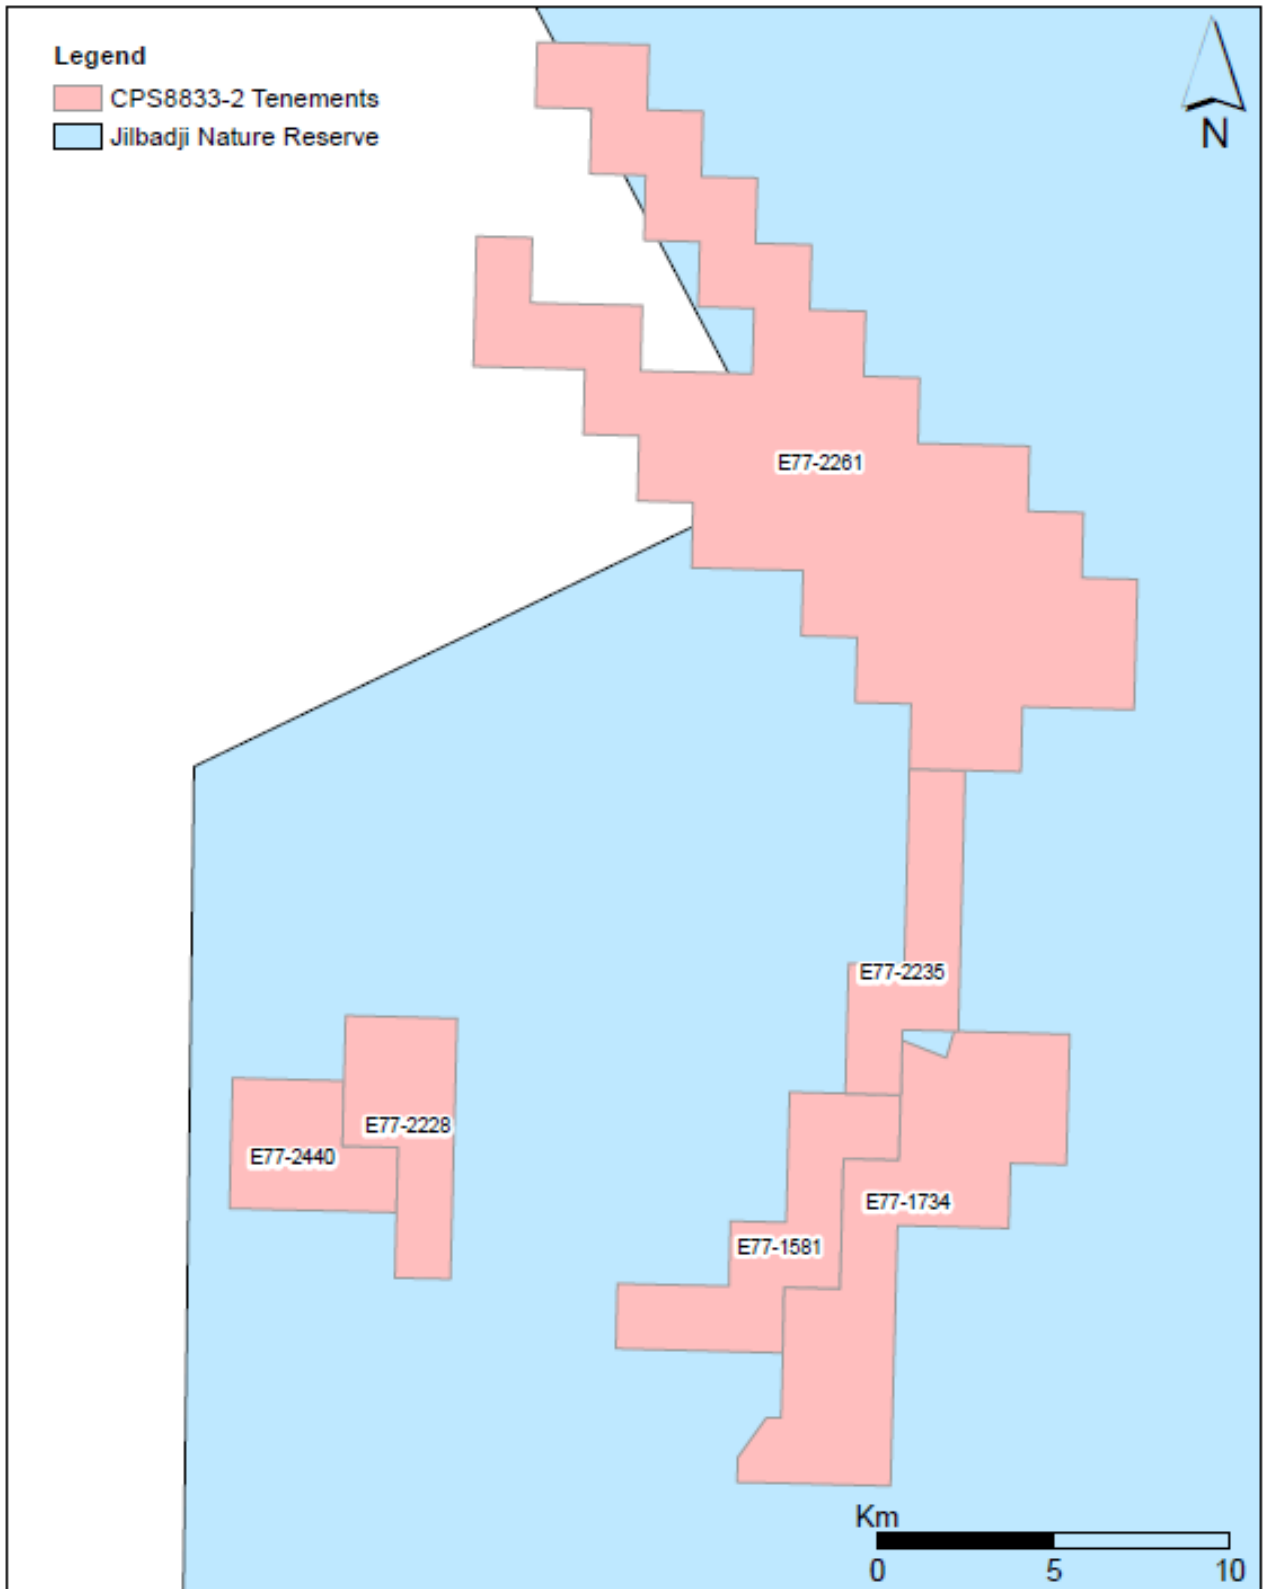 Legend
CPS8833-2 Tenements
Jilbadji Nature Reserve
N
E77-2261
E77-2235
E77-2228
E77-2440
E77-1734
E77-1581
Km
0 5 10